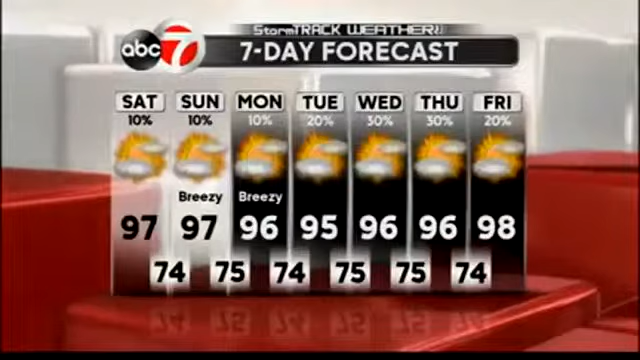 StormTRACK WEATHER!
abc 7
7-DAY FORECAST
SAT SUN MON TUE WED THU FRI
10% 10% 10% 20% 30% 30% 20%
Breezy Breezy
97 97 96 95 96 96 98
74 75 74 75 75 74